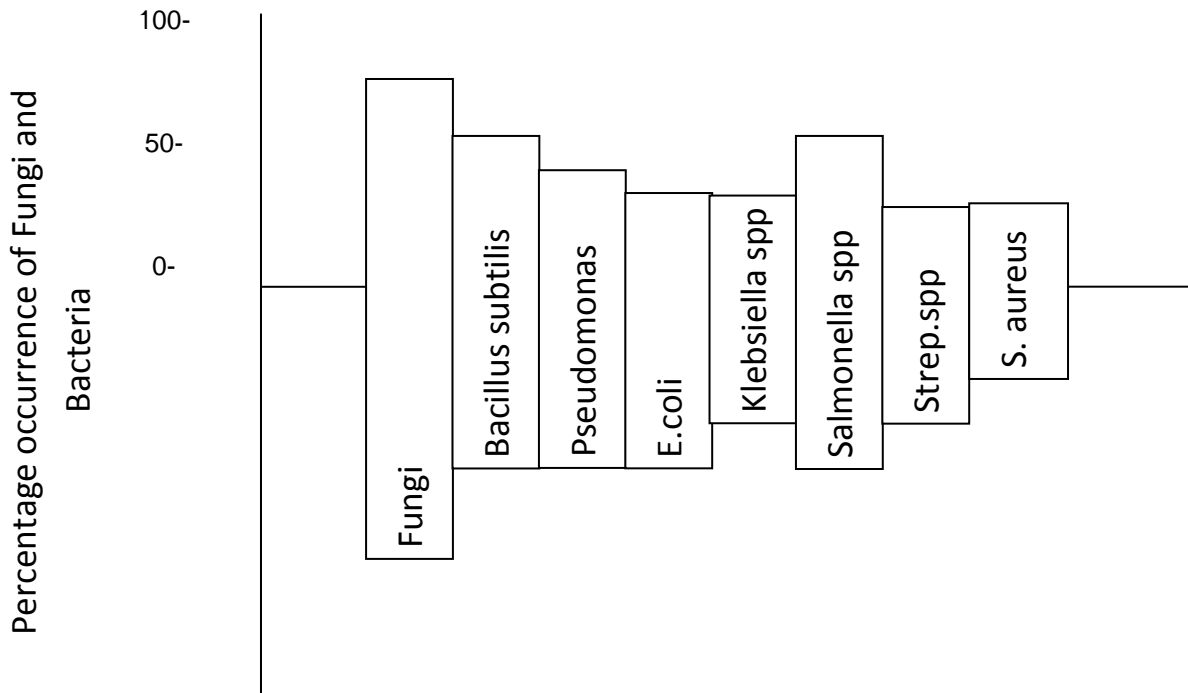 Percentage occurrence of Fungi and
Bacteria
100-
50-
0-
Fungi
Bacillus subtilis
Pseudomonas
E.coli
Klebsiella spp
Salmonella spp
Strep.spp
S. aureus